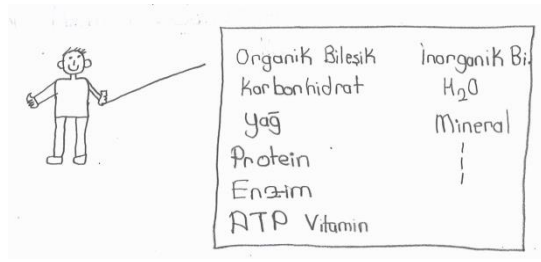 Organik Bileşik İnorganik Bi.
Karbonhidrat H₂O
Yağ Mineral
Protein
Enzim
ATP Vitamin